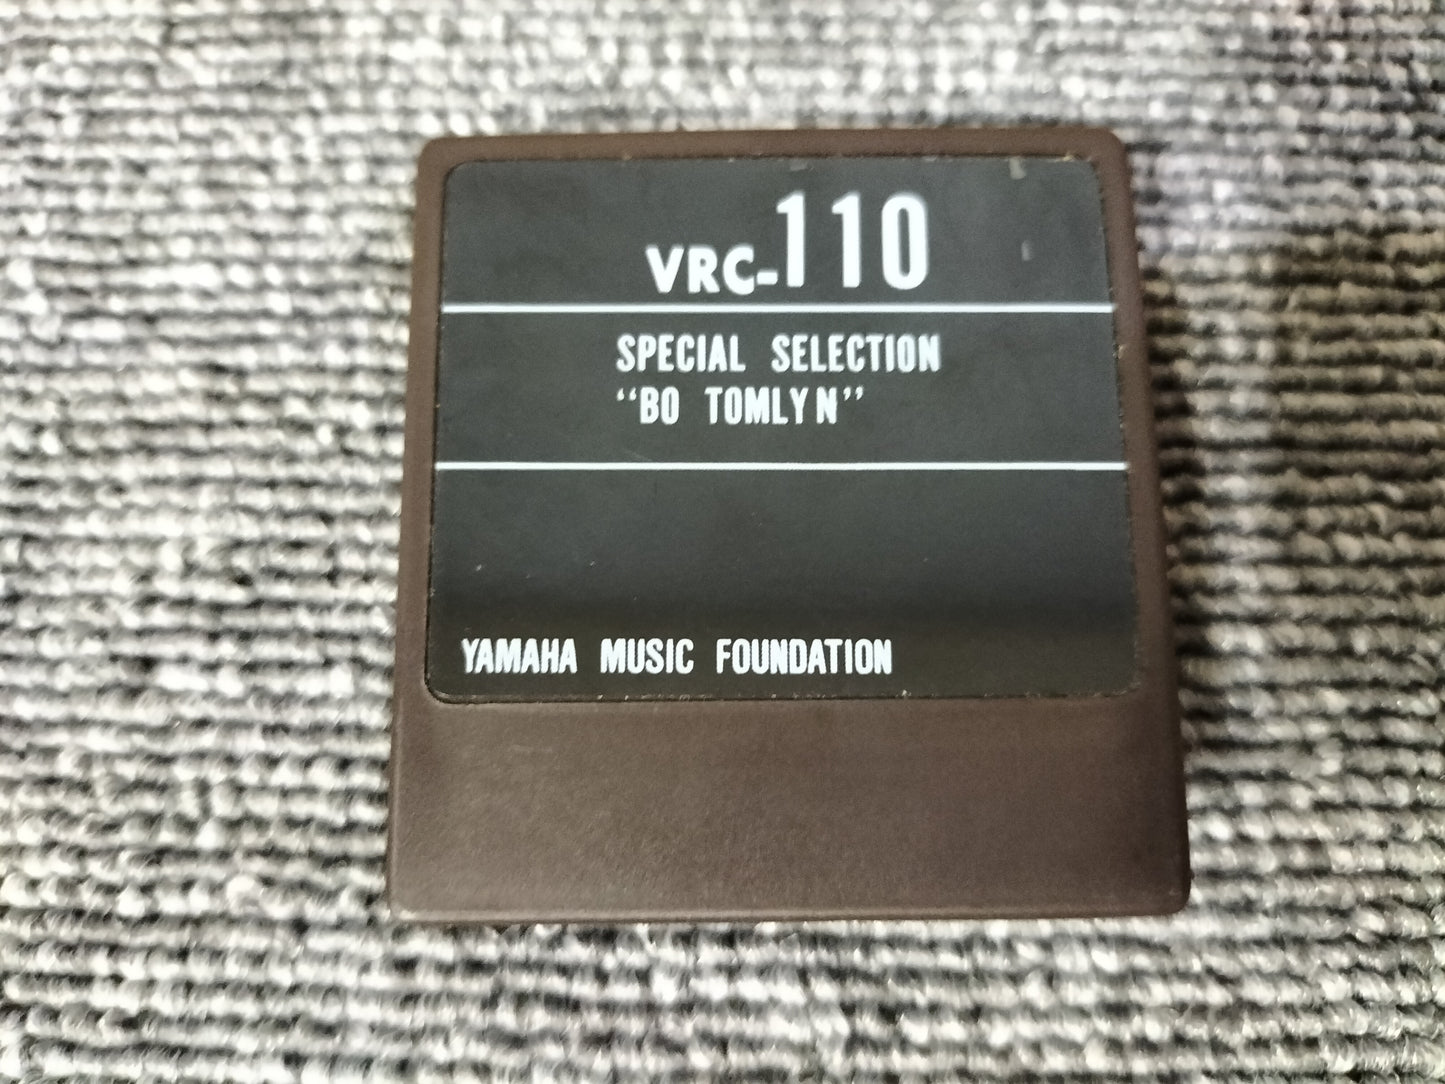 VRC-110
SPECIAL SELECTION
“BO TOMLYN”
YAMAHA MUSIC FOUNDATION